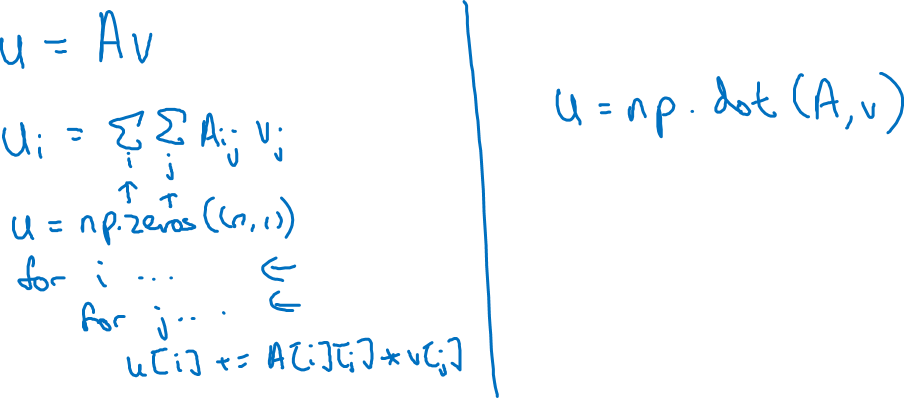 u = Av
u_i = Σ_i Σ_j A_ij v_j
u = np.zeros((n, 1))
for i ...
for j ...
u[i] += A[i][j] * v[j]
u = np.dot(A, v)